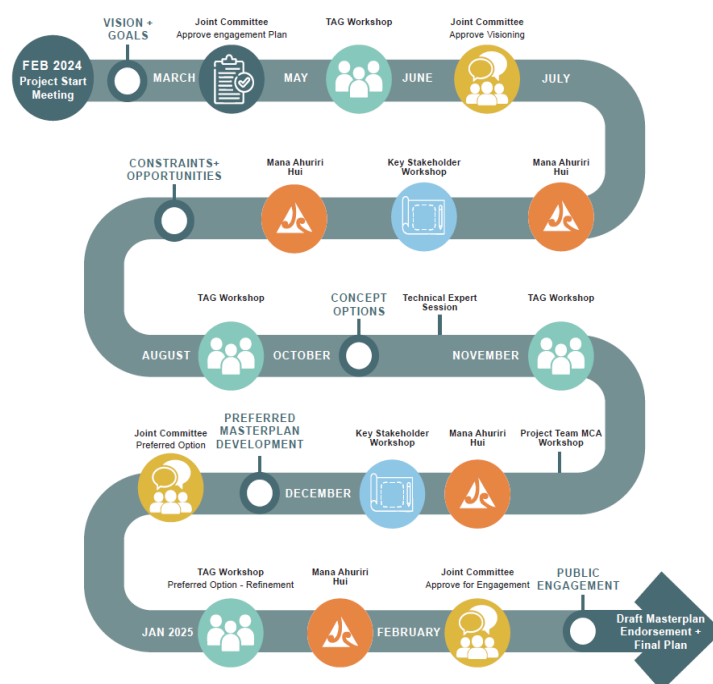 VISION +
GOALS
Joint Committee
Approve engagement Plan
TAG Workshop
Joint Committee
Approve Visioning
FEB 2024
Project Start
Meeting
MARCH
MAY
JUNE
JULY
CONSTRAINTS+
OPPORTUNITIES
Mana Ahuriri
Hui
Key Stakeholder
Workshop
Mana Ahuriri
Hui
TAG Workshop
CONCEPT
OPTIONS
Technical Expert
Session
TAG Workshop
AUGUST
OCTOBER
NOVEMBER
Joint Committee
Preferred Option
PREFERRED
MASTERPLAN
DEVELOPMENT
Key Stakeholder
Workshop
Mana Ahuriri
Hui
Project Team MCA
Workshop
DECEMBER
TAG Workshop
Preferred Option - Refinement
Mana Ahuriri
Hui
Joint Committee
Approve for Engagement
PUBLIC
ENGAGEMENT
JAN 2025
FEBRUARY
Draft Masterplan
Endorsement +
Final Plan